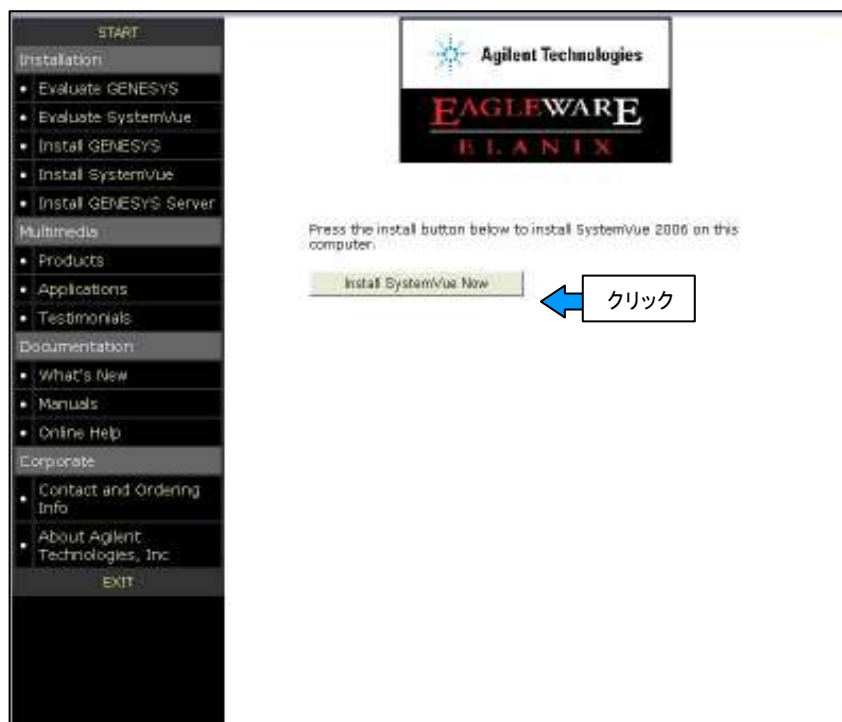 START
Installation
• Evaluate GENESYS
• Evaluate SystemVue
• Install GENESYS
• Install SystemVue
• Install GENESYS Server
Multimedia
• Products
• Applications
• Testimonials
Documentation
• What's New
• Manuals
• Online Help
Corporate
• Contact and Ordering
Info
• About Agilent
Technologies, Inc
EXIT
Agilent Technologies
EAGLEWARE
ELANIX
Press the install button below to install SystemVue 2006 on this
computer.
Install SystemVue Now
クリック